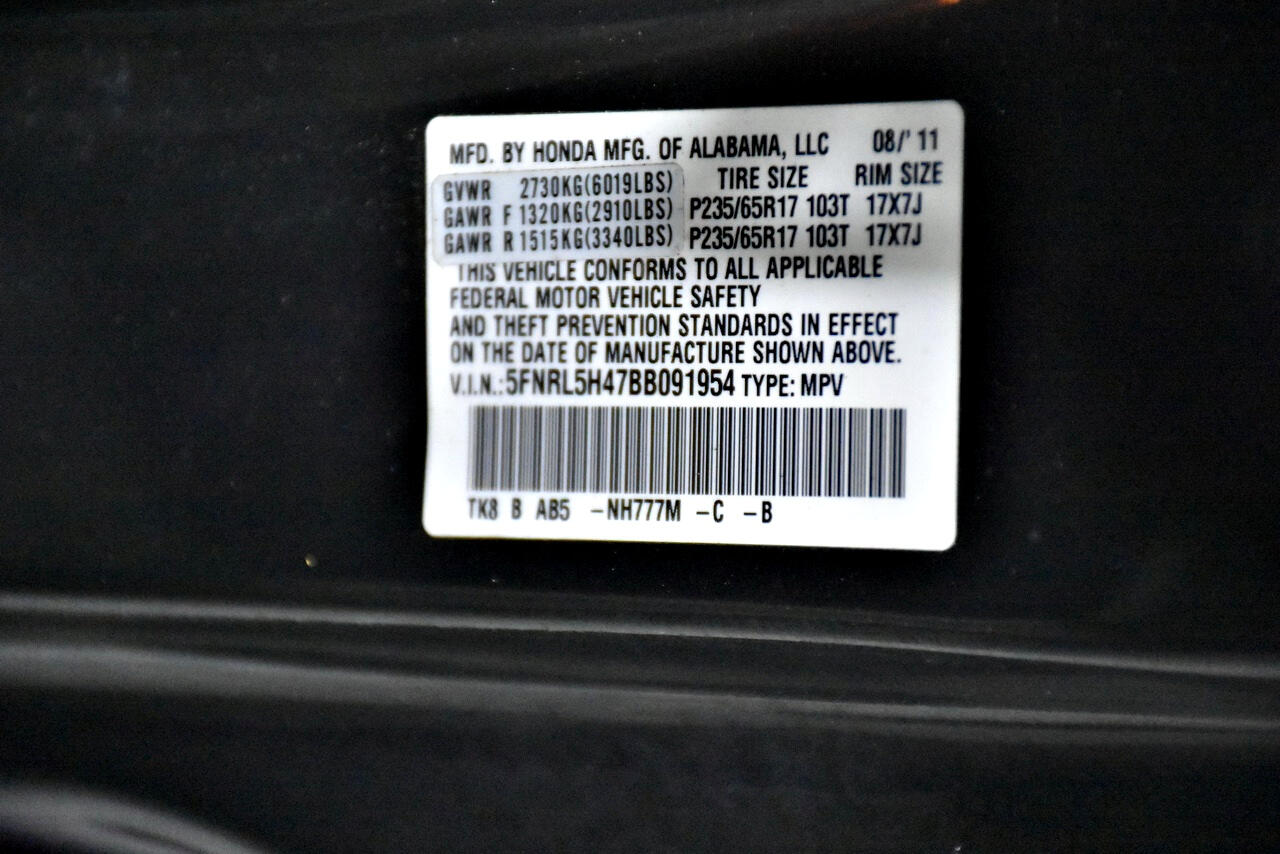 MFD. BY HONDA MFG. OF ALABAMA, LLC 08/' 11
GVWR 2730KG(6019LBS) TIRE SIZE RIM SIZE
GAWR F 1320KG(2910LBS) P235/65R17 103T 17X7J
GAWR R 1515KG(3340LBS) P235/65R17 103T 17X7J
THIS VEHICLE CONFORMS TO ALL APPLICABLE
FEDERAL MOTOR VEHICLE SAFETY
AND THEFT PREVENTION STANDARDS IN EFFECT
ON THE DATE OF MANUFACTURE SHOWN ABOVE.
V.I.N.: 5FNRL5H47BB091954 TYPE: MPV
TK8 B AB5 –NH777M –C –B